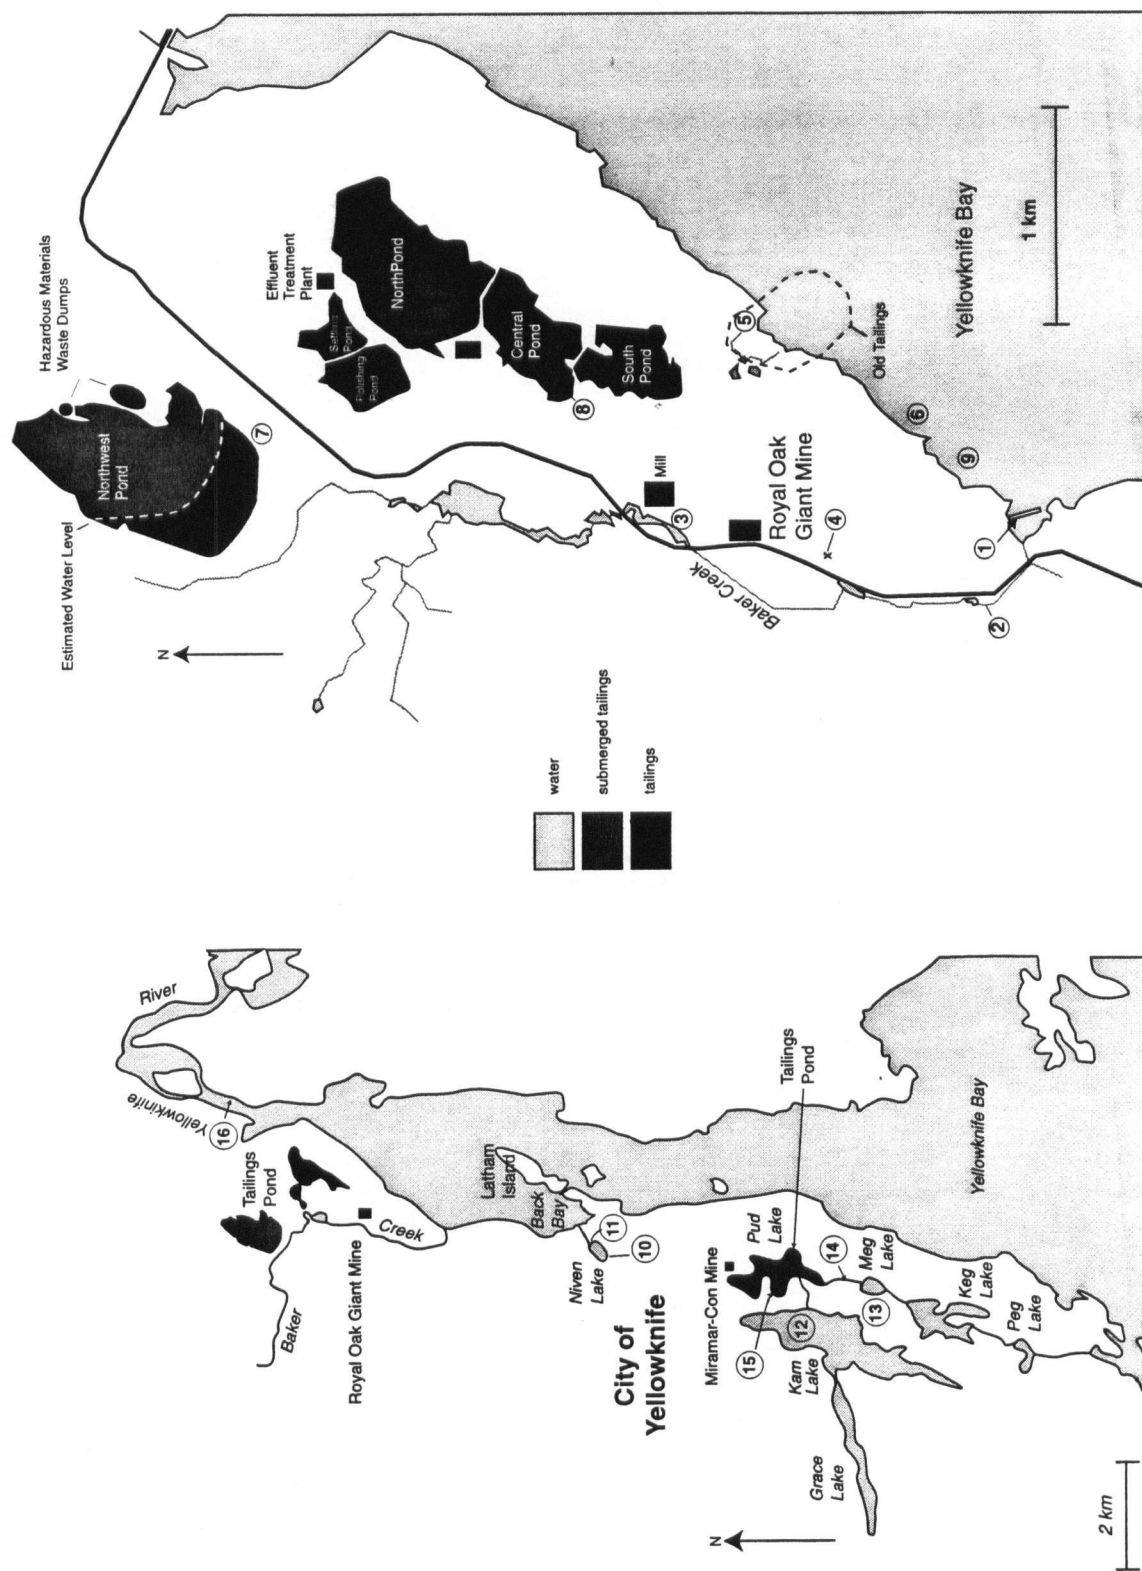 N
2 km
Yellowknife
River
16
Tailings
Pond
Baker
Creek
Royal Oak Giant Mine
Latham
Island
Back
Bay
11
10
Niven
Lake
City of
Yellowknife
Miramar-Con Mine
Pud
Lake
Tailings
Pond
15
12
Kam
Lake
14
Meg
Lake
13
Keg
Lake
Peg
Lake
Grace
Lake
Yellowknife Bay
water
submerged tailings
tailings
N
Estimated Water Level
Northwest
Pond
Hazardous Materials
Waste Dumps
7
Effluent
Treatment
Plant
Settling
Pond
Polishing
Pond
NorthPond
Central
Pond
South
Pond
8
Mill
3
Royal Oak
Giant Mine
4
Baker Creek
2
1
9
6
5
Old Tailings
Yellowknife Bay
1 km